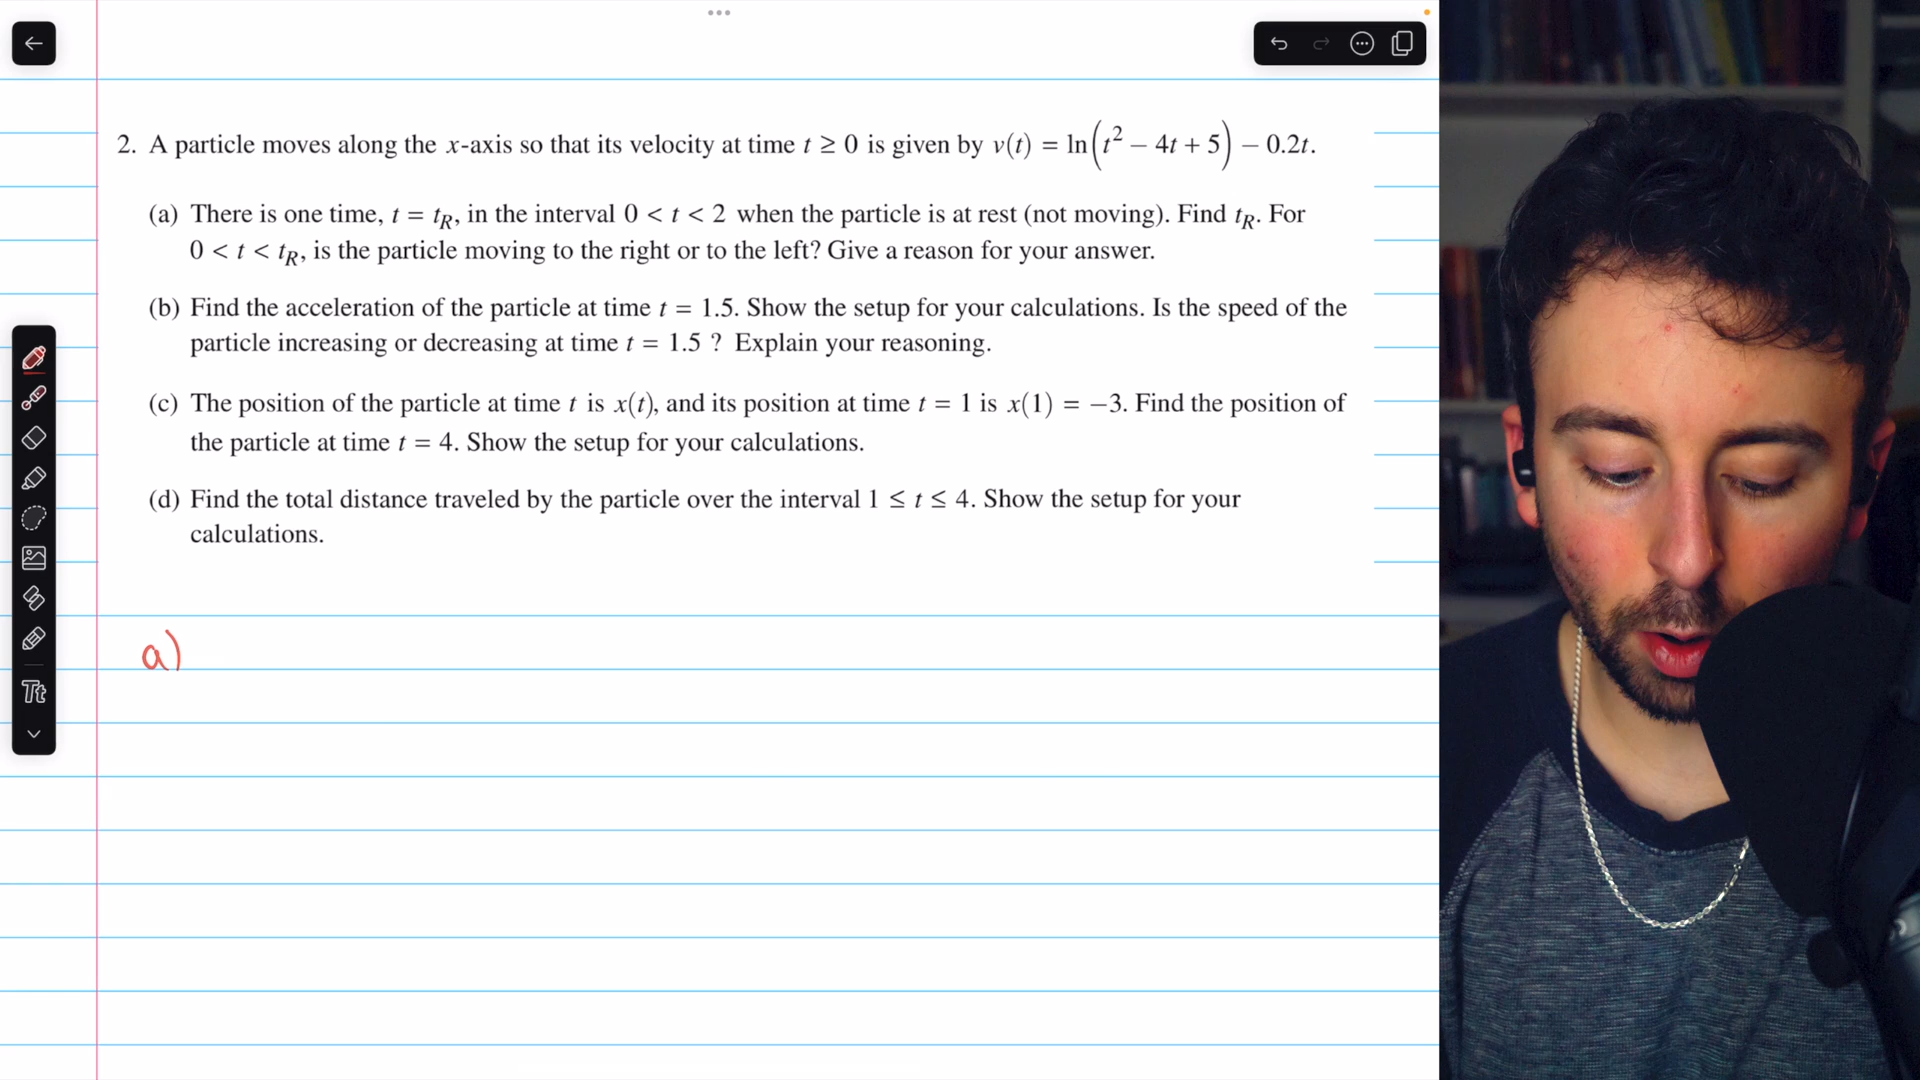 2. A particle moves along the x-axis so that its velocity at time t ≥ 0 is given by v(t) = ln(t² − 4t + 5) − 0.2t.
(a) There is one time, t = t_R, in the interval 0 < t < 2 when the particle is at rest (not moving). Find t_R. For
0 < t < t_R, is the particle moving to the right or to the left? Give a reason for your answer.
(b) Find the acceleration of the particle at time t = 1.5. Show the setup for your calculations. Is the speed of the
particle increasing or decreasing at time t = 1.5 ? Explain your reasoning.
(c) The position of the particle at time t is x(t), and its position at time t = 1 is x(1) = −3. Find the position of
the particle at time t = 4. Show the setup for your calculations.
(d) Find the total distance traveled by the particle over the interval 1 ≤ t ≤ 4. Show the setup for your
calculations.
a)
Tt